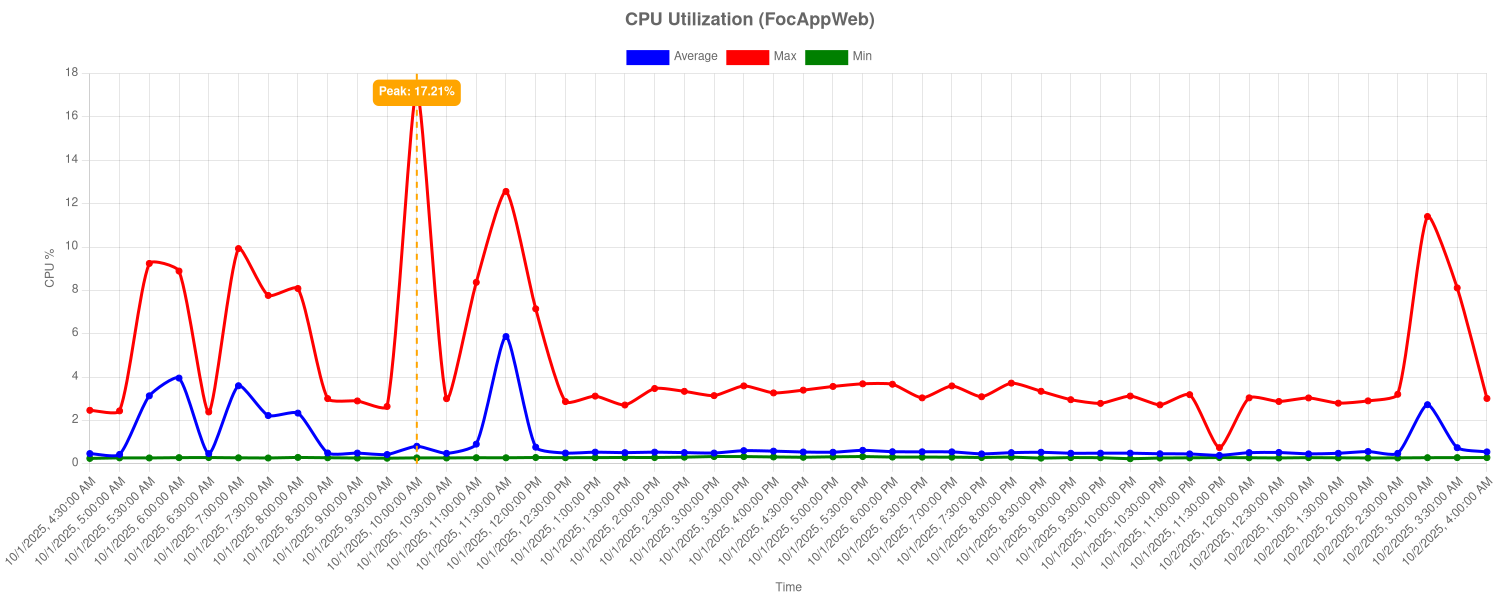 CPU Utilization (FocAppWeb)
Average Max Min
Peak: 17.21%
CPU %
18
16
14
12
10
8
6
4
2
0
10/1/2025, 4:30:00 AM
10/1/2025, 5:00:00 AM
10/1/2025, 5:30:00 AM
10/1/2025, 6:00:00 AM
10/1/2025, 6:30:00 AM
10/1/2025, 7:00:00 AM
10/1/2025, 7:30:00 AM
10/1/2025, 8:00:00 AM
10/1/2025, 8:30:00 AM
10/1/2025, 9:00:00 AM
10/1/2025, 9:30:00 AM
10/1/2025, 10:00:00 AM
10/1/2025, 10:30:00 AM
10/1/2025, 11:00:00 AM
10/1/2025, 11:30:00 AM
10/1/2025, 12:00:00 PM
10/1/2025, 12:30:00 PM
10/1/2025, 1:00:00 PM
10/1/2025, 1:30:00 PM
10/1/2025, 2:00:00 PM
10/1/2025, 2:30:00 PM
10/1/2025, 3:00:00 PM
10/1/2025, 3:30:00 PM
10/1/2025, 4:00:00 PM
10/1/2025, 4:30:00 PM
10/1/2025, 5:00:00 PM
10/1/2025, 5:30:00 PM
10/1/2025, 6:00:00 PM
10/1/2025, 6:30:00 PM
10/1/2025, 7:00:00 PM
10/1/2025, 7:30:00 PM
10/1/2025, 8:00:00 PM
10/1/2025, 8:30:00 PM
10/1/2025, 9:00:00 PM
10/1/2025, 9:30:00 PM
10/1/2025, 10:00:00 PM
10/1/2025, 10:30:00 PM
10/1/2025, 11:00:00 PM
10/1/2025, 11:30:00 PM
10/2/2025, 12:00:00 AM
10/2/2025, 12:30:00 AM
10/2/2025, 1:00:00 AM
10/2/2025, 1:30:00 AM
10/2/2025, 2:00:00 AM
10/2/2025, 2:30:00 AM
10/2/2025, 3:00:00 AM
10/2/2025, 3:30:00 AM
10/2/2025, 4:00:00 AM
Time